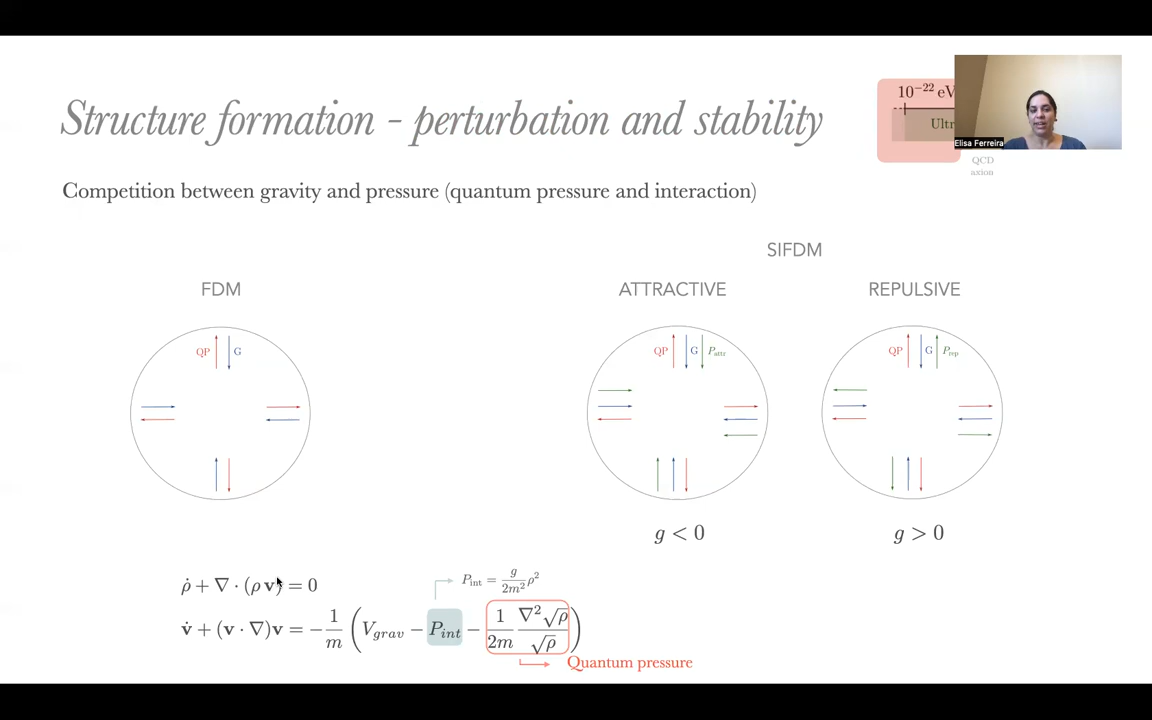 Structure formation - perturbation and stability
10⁻²² eV
Ultr
Elisa Ferreira
QCD
axion
Competition between gravity and pressure (quantum pressure and interaction)
SIFDM
FDM
ATTRACTIVE
REPULSIVE
QP G
QP G P_attr
QP G P_rep
g < 0
g > 0
P_int = g/2m² ρ²
ρ̇ + ∇ · (ρ v) = 0
v̇ + (v · ∇)v = −1/m (V_grav − P_int − 1/2m ∇²√ρ/√ρ)
Quantum pressure